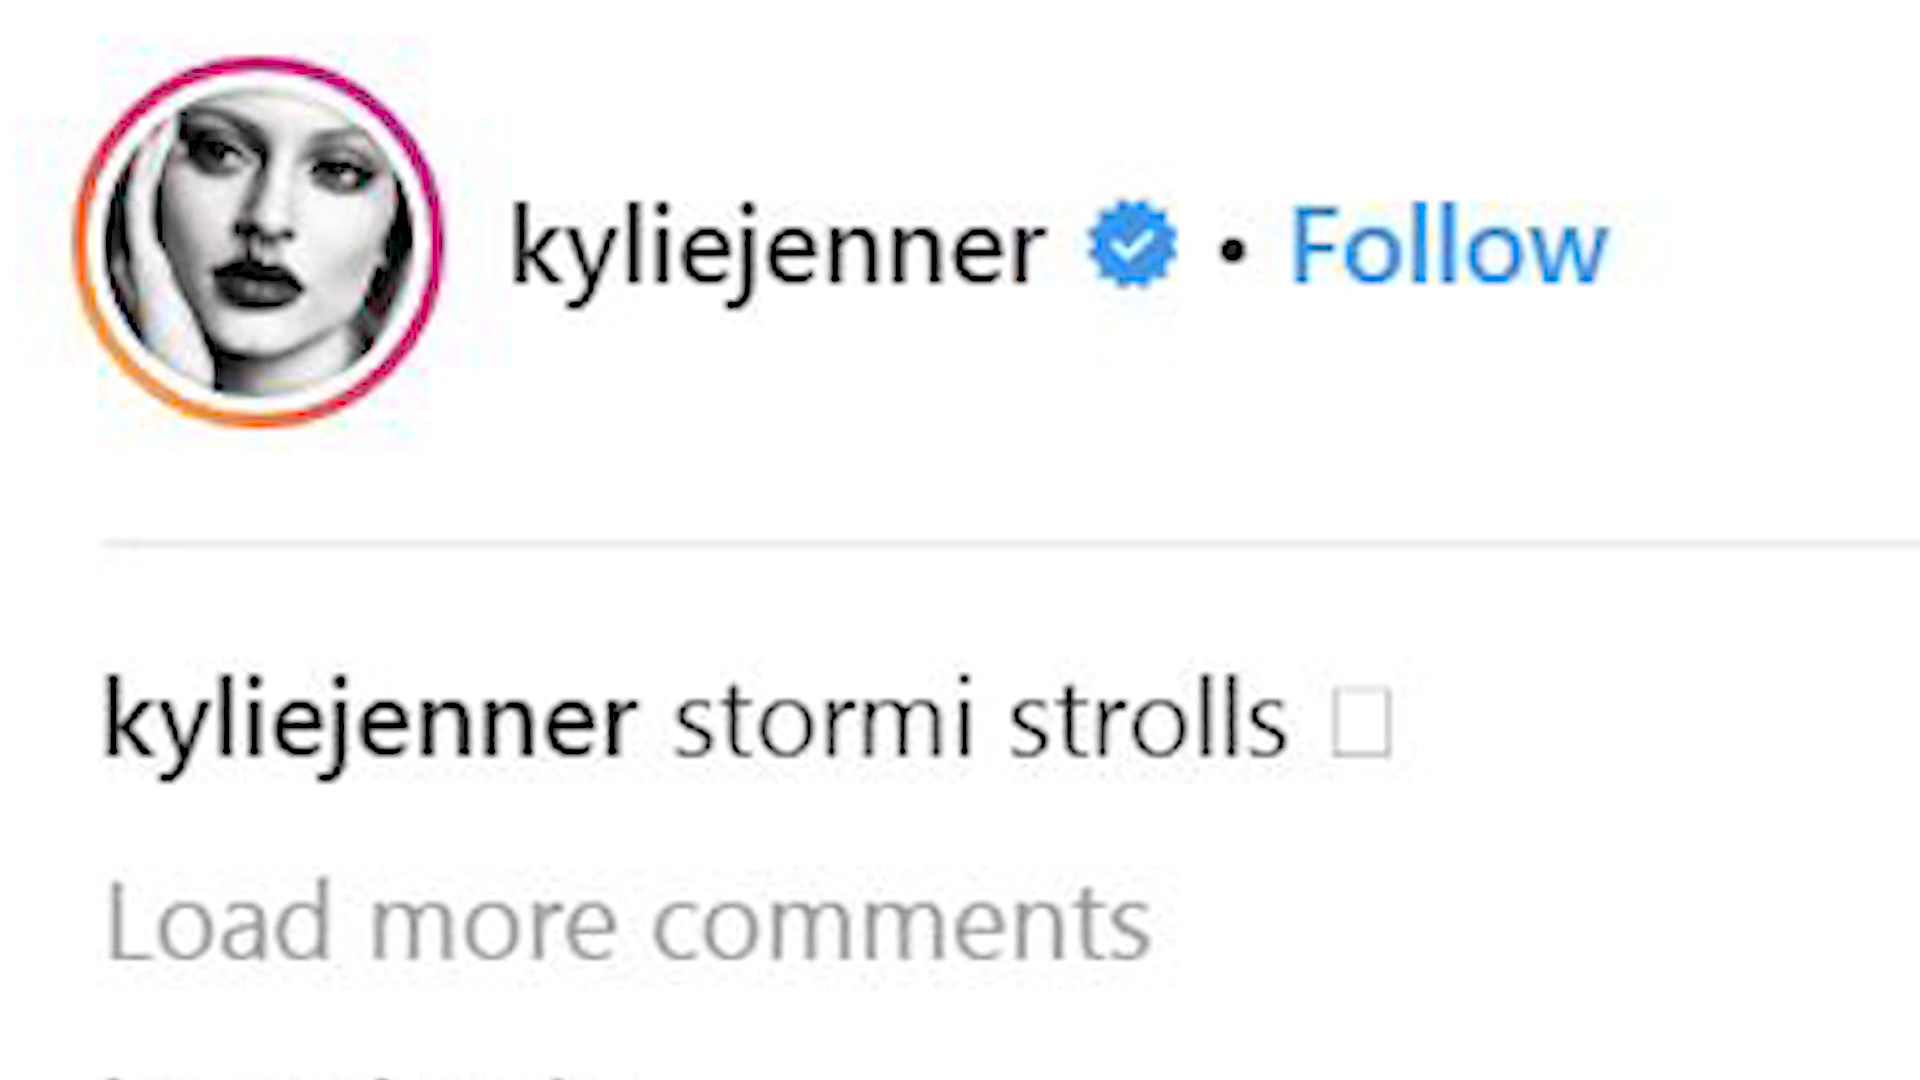 kyliejenner • Follow
kyliejenner stormi strolls
Load more comments